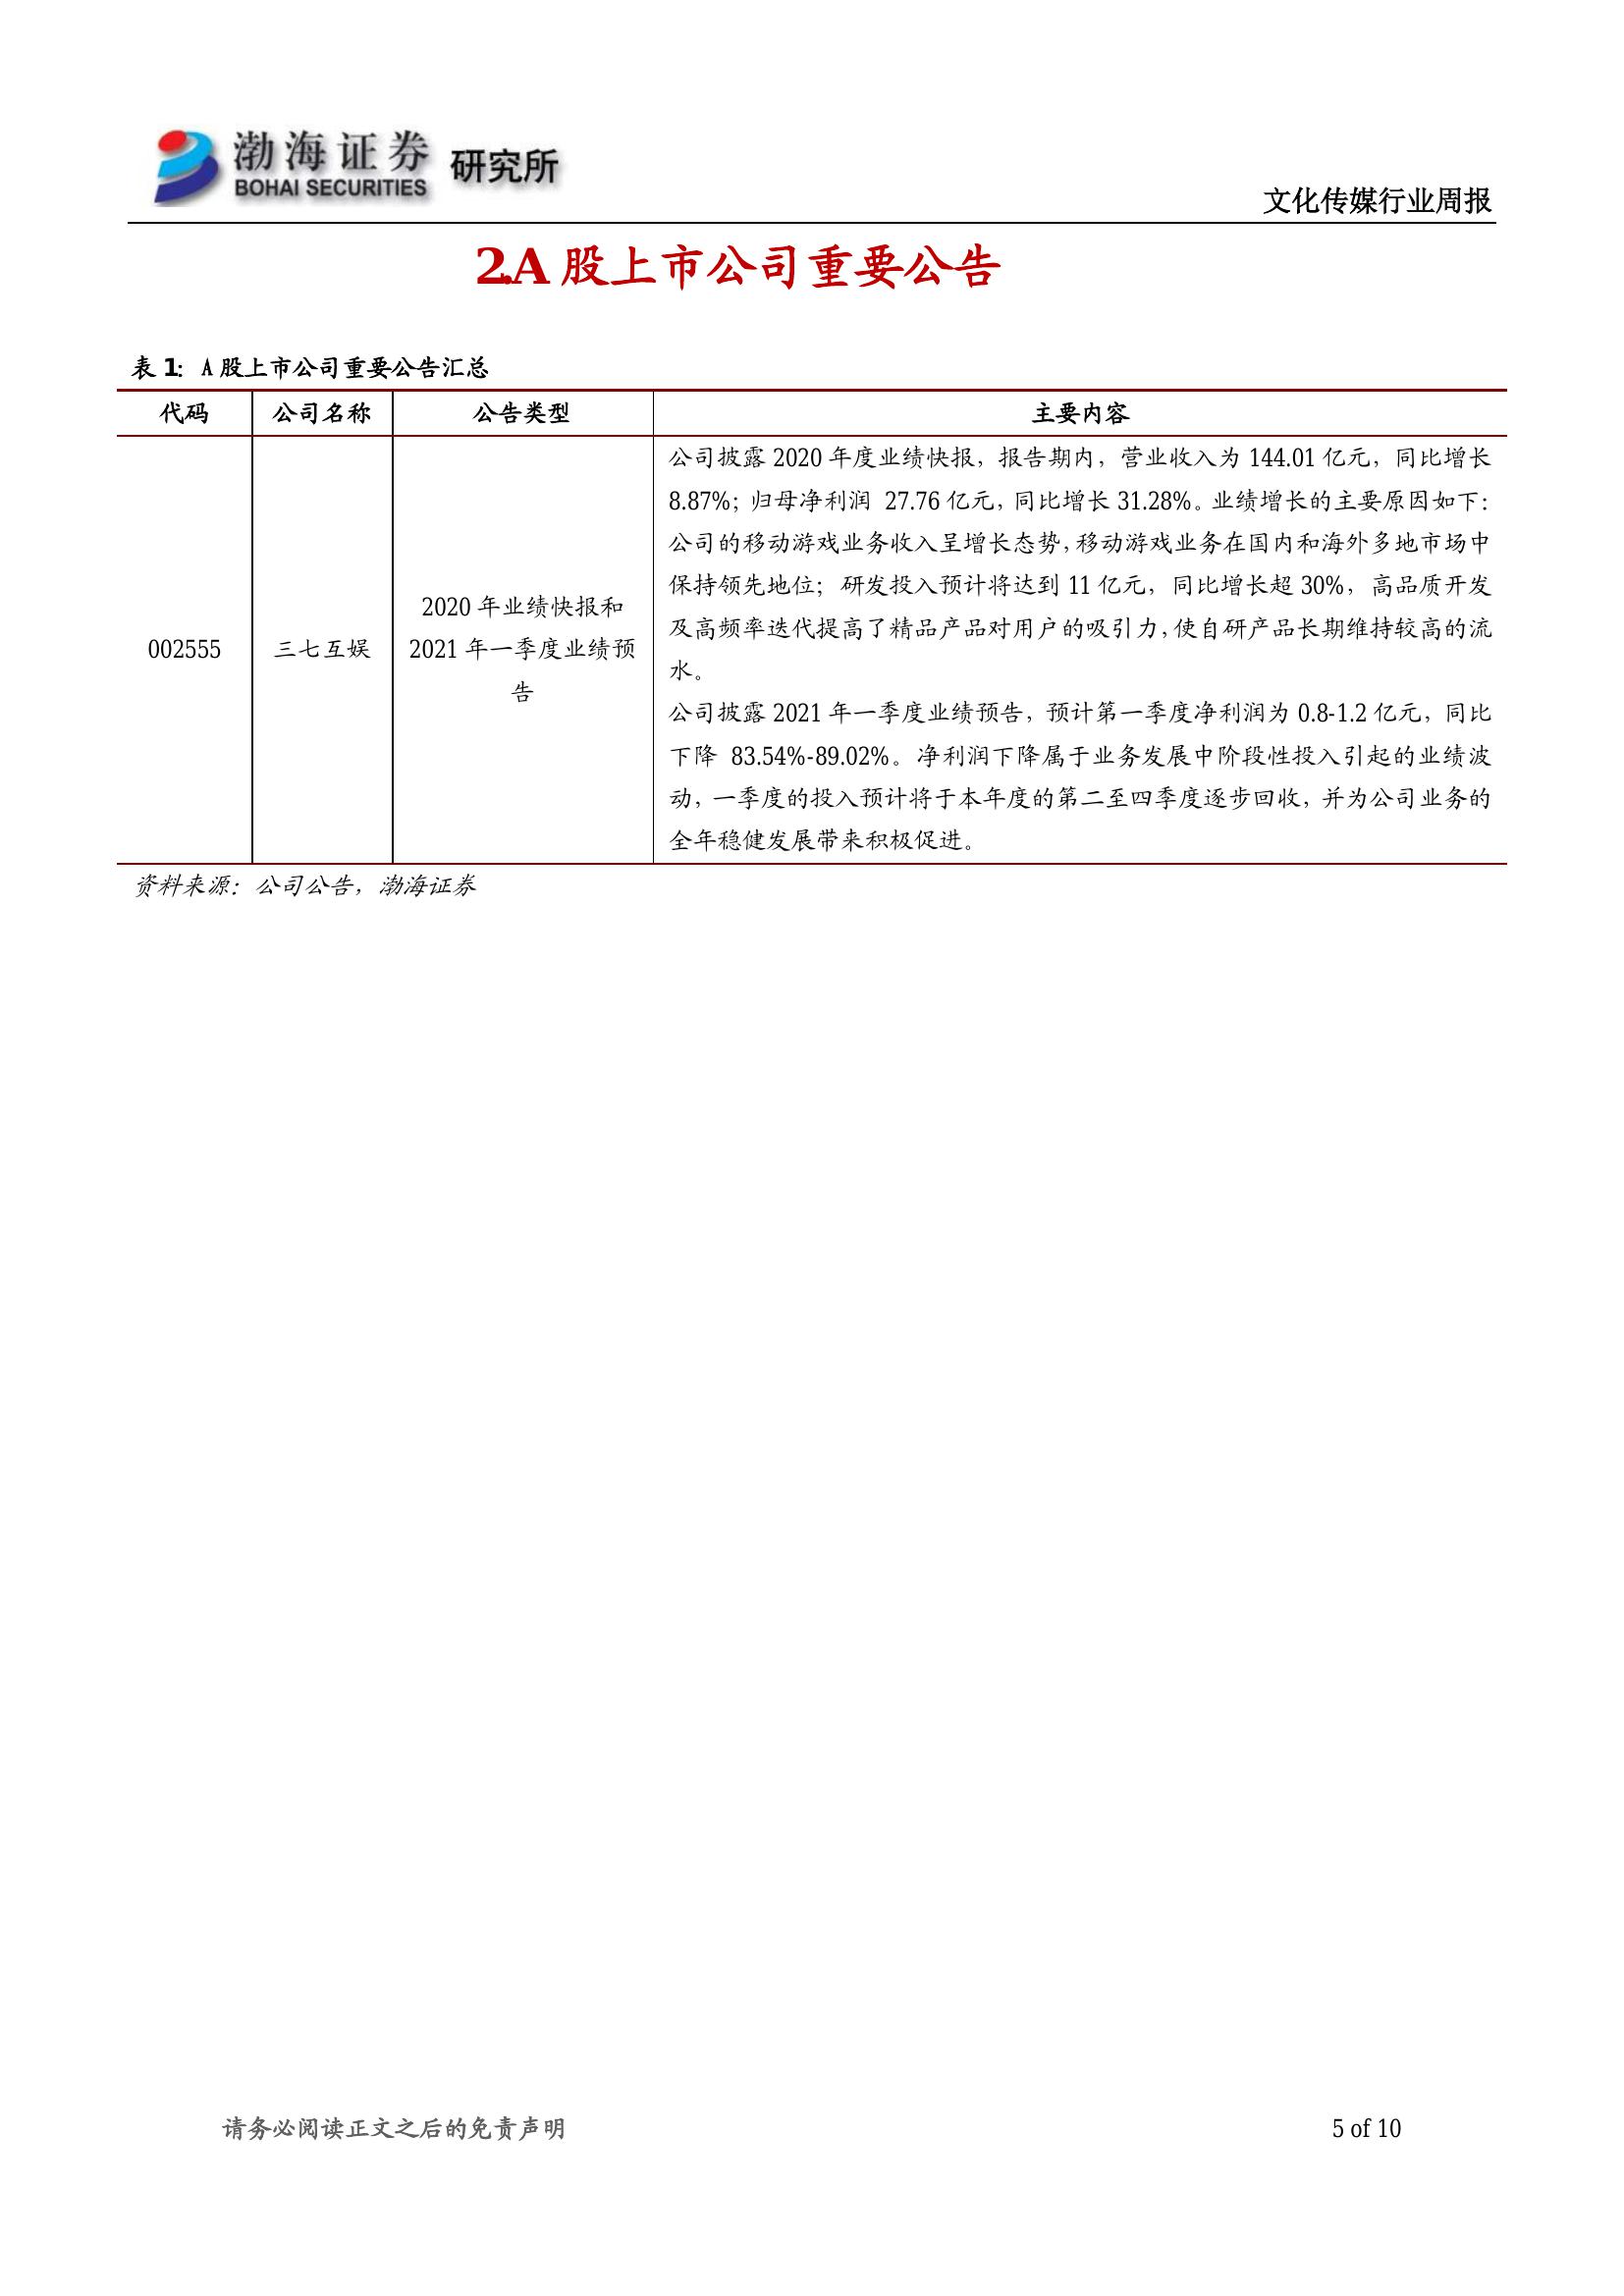 渤海证券 研究所
BOHAI SECURITIES
文化传媒行业周报
2.A 股上市公司重要公告
表 1: A 股上市公司重要公告汇总
代码 公司名称 公告类型 主要内容
002555
三七互娱
2020 年业绩快报和
2021 年一季度业绩预
告
公司披露 2020 年度业绩快报，报告期内，营业收入为 144.01 亿元，同比增长
8.87%；归母净利润 27.76 亿元，同比增长 31.28%。业绩增长的主要原因如下：
公司的移动游戏业务收入呈增长态势，移动游戏业务在国内和海外多地市场中
保持领先地位；研发投入预计将达到 11 亿元，同比增长超 30%，高品质开发
及高频率迭代提高了精品产品对用户的吸引力，使自研产品长期维持较高的流
水。
公司披露 2021 年一季度业绩预告，预计第一季度净利润为 0.8-1.2 亿元，同比
下降 83.54%-89.02%。净利润下降属于业务发展中阶段性投入引起的业绩波
动，一季度的投入预计将于本年度的第二至四季度逐步回收，并为公司业务的
全年稳健发展带来积极促进。
资料来源：公司公告，渤海证券
请务必阅读正文之后的免责声明 5 of 10